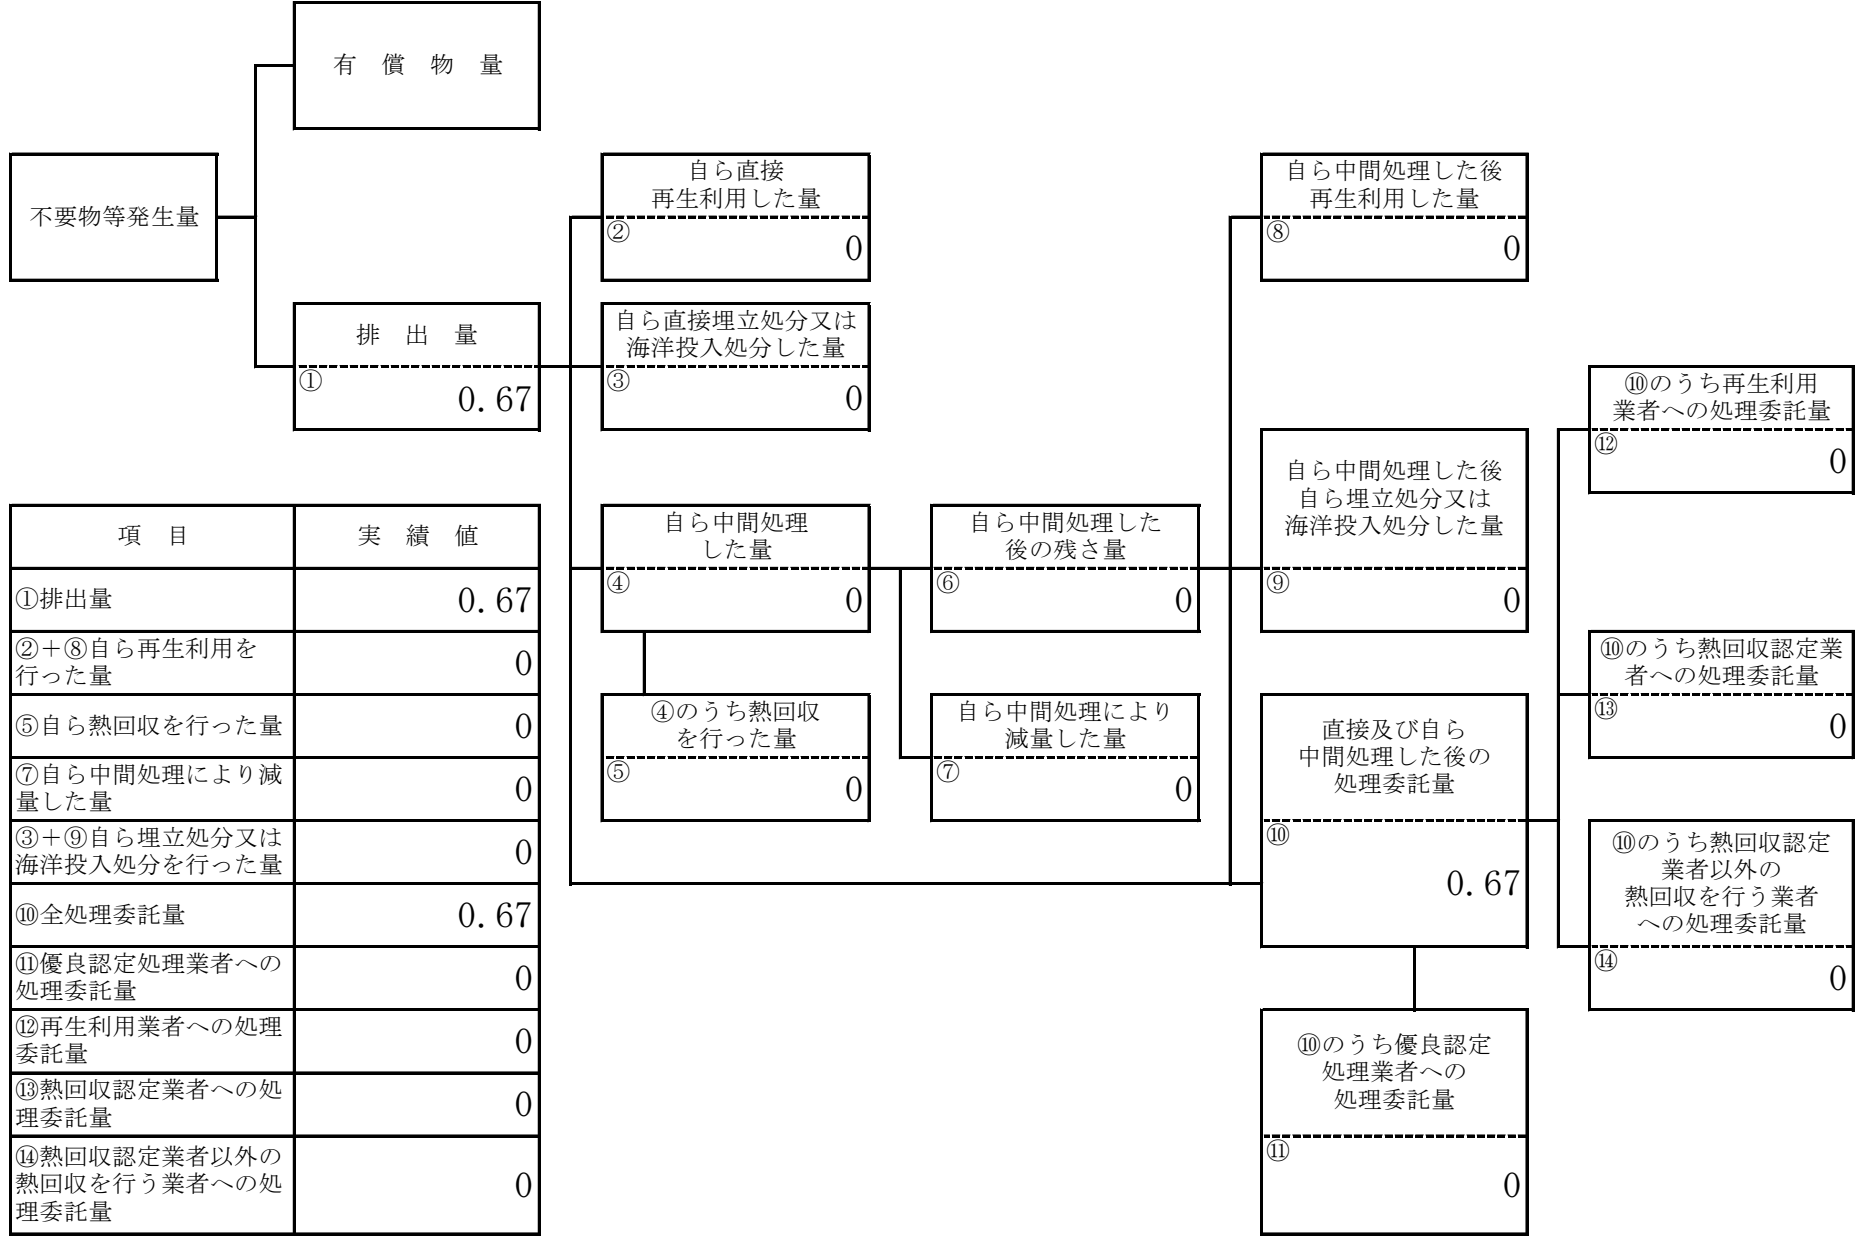 有　償　物　量
不要物等発生量
排　出　量
①
0.67
自ら直接
再生利用した量
②
0
自ら直接埋立処分又は
海洋投入処分した量
③
0
自ら中間処理
した量
④
0
④のうち熱回収
を行った量
⑤
0
自ら中間処理した
後の残さ量
⑥
0
自ら中間処理により
減量した量
⑦
0
自ら中間処理した後
再生利用した量
⑧
0
自ら中間処理した後
自ら埋立処分又は
海洋投入処分した量
⑨
0
直接及び自ら
中間処理した後の
処理委託量
⑩
0.67
⑩のうち優良認定
処理業者への
処理委託量
⑪
0
⑩のうち再生利用
業者への処理委託量
⑫
0
⑩のうち熱回収認定業
者への処理委託量
⑬
0
⑩のうち熱回収認定
業者以外の
熱回収を行う業者
への処理委託量
⑭
0
項　目　実　績　値
①排出量　0.67
②＋⑧自ら再生利用を
行った量　0
⑤自ら熱回収を行った量　0
⑦自ら中間処理により減
量した量　0
③＋⑨自ら埋立処分又は
海洋投入処分を行った量　0
⑩全処理委託量　0.67
⑪優良認定処理業者への
処理委託量　0
⑫再生利用業者への処理
委託量　0
⑬熱回収認定業者への処
理委託量　0
⑭熱回収認定業者以外の
熱回収を行う業者への処
理委託量　0